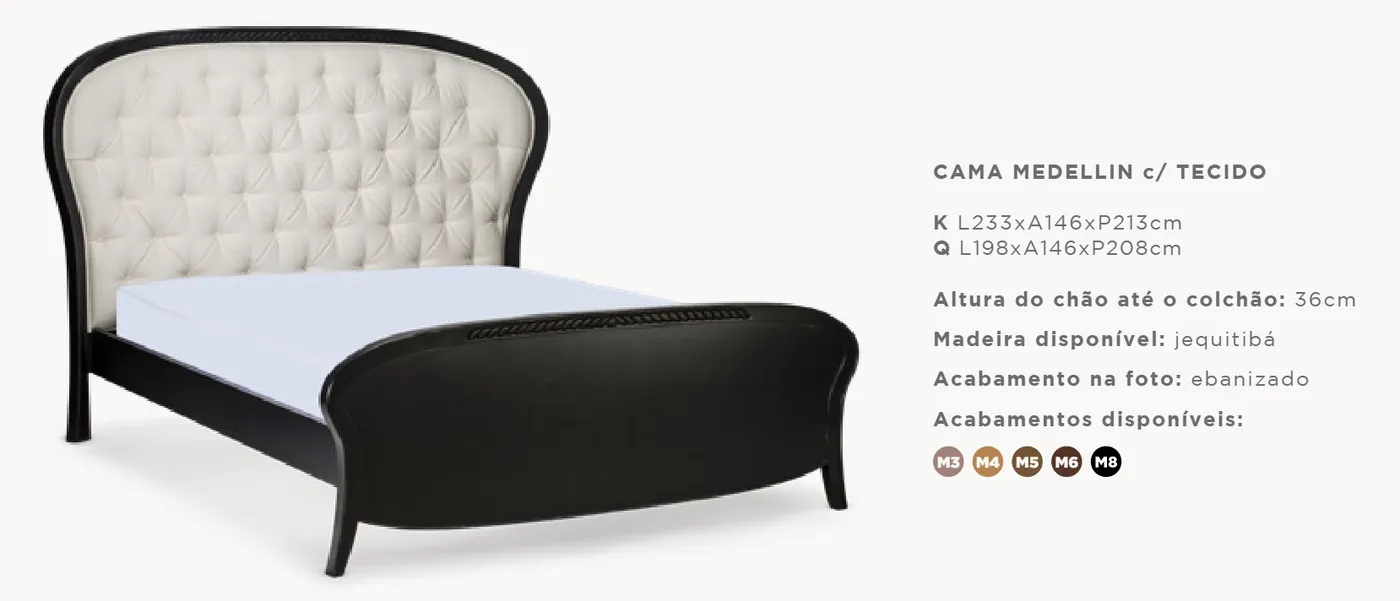 CAMA MEDELLIN c/ TECIDO
K L233xA146xP213cm
Q L198xA146xP208cm
Altura do chão até o colchão: 36cm
Madeira disponível: jequitibá
Acabamento na foto: ebanizado
Acabamentos disponíveis:
M3 M4 M5 M6 M8